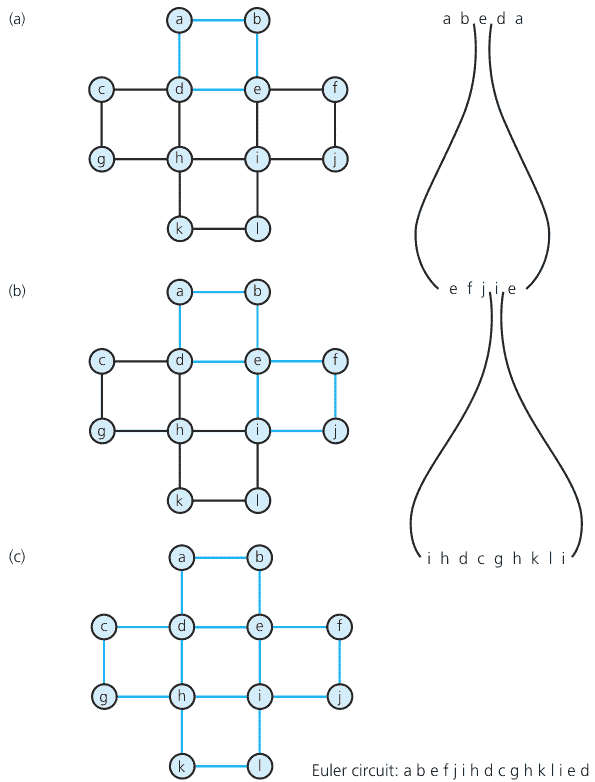 (a)
a b
a b e d a
c d e f
g h i j
k l
(b)
a b
e f j i e
c d e f
g h i j
k l
(c)
a b
i h d c g h k l i
c d e f
g h i j
k l
Euler circuit: a b e f j i h d c g h k l i e d